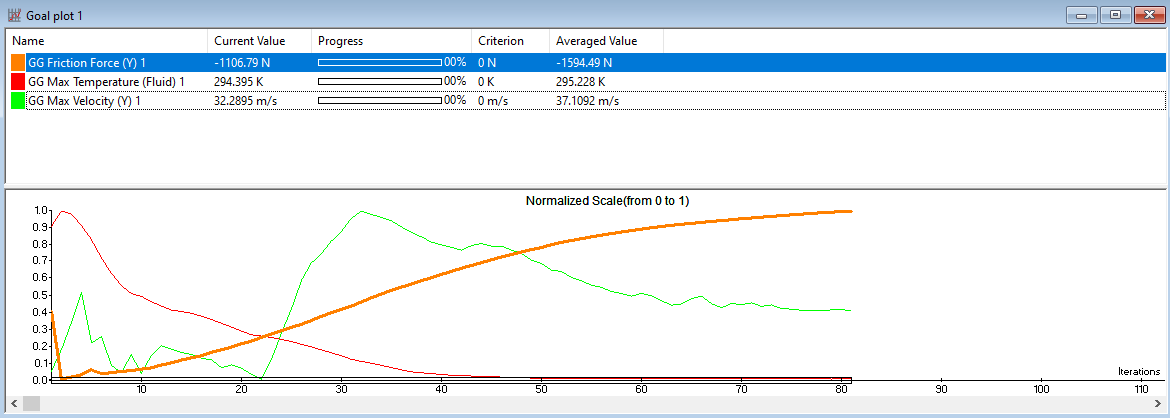 Goal plot 1
Name Current Value Progress Criterion Averaged Value
GG Friction Force (Y) 1 -1106.79 N 00% 0 N -1594.49 N
GG Max Temperature (Fluid) 1 294.395 K 00% 0 K 295.228 K
GG Max Velocity (Y) 1 32.2895 m/s 00% 0 m/s 37.1092 m/s
Normalized Scale(from 0 to 1)
1.0
0.9
0.8
0.7
0.6
0.5
0.4
0.3
0.2
0.1
0.0
Iterations
10 20 30 40 50 60 70 80 90 100 110